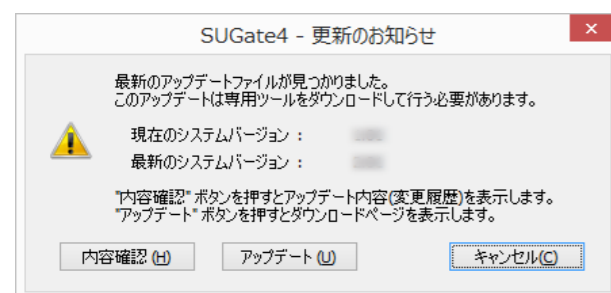 SUGate4 - 更新のお知らせ
最新のアップデートファイルが見つかりました。
このアップデートは専用ツールをダウンロードして行う必要があります。
現在のシステムバージョン :
最新のシステムバージョン :
"内容確認" ボタンを押すとアップデート内容(変更履歴)を表示します。
"アップデート" ボタンを押すとダウンロードページを表示します。
内容確認 (H) アップデート (U) キャンセル(C)